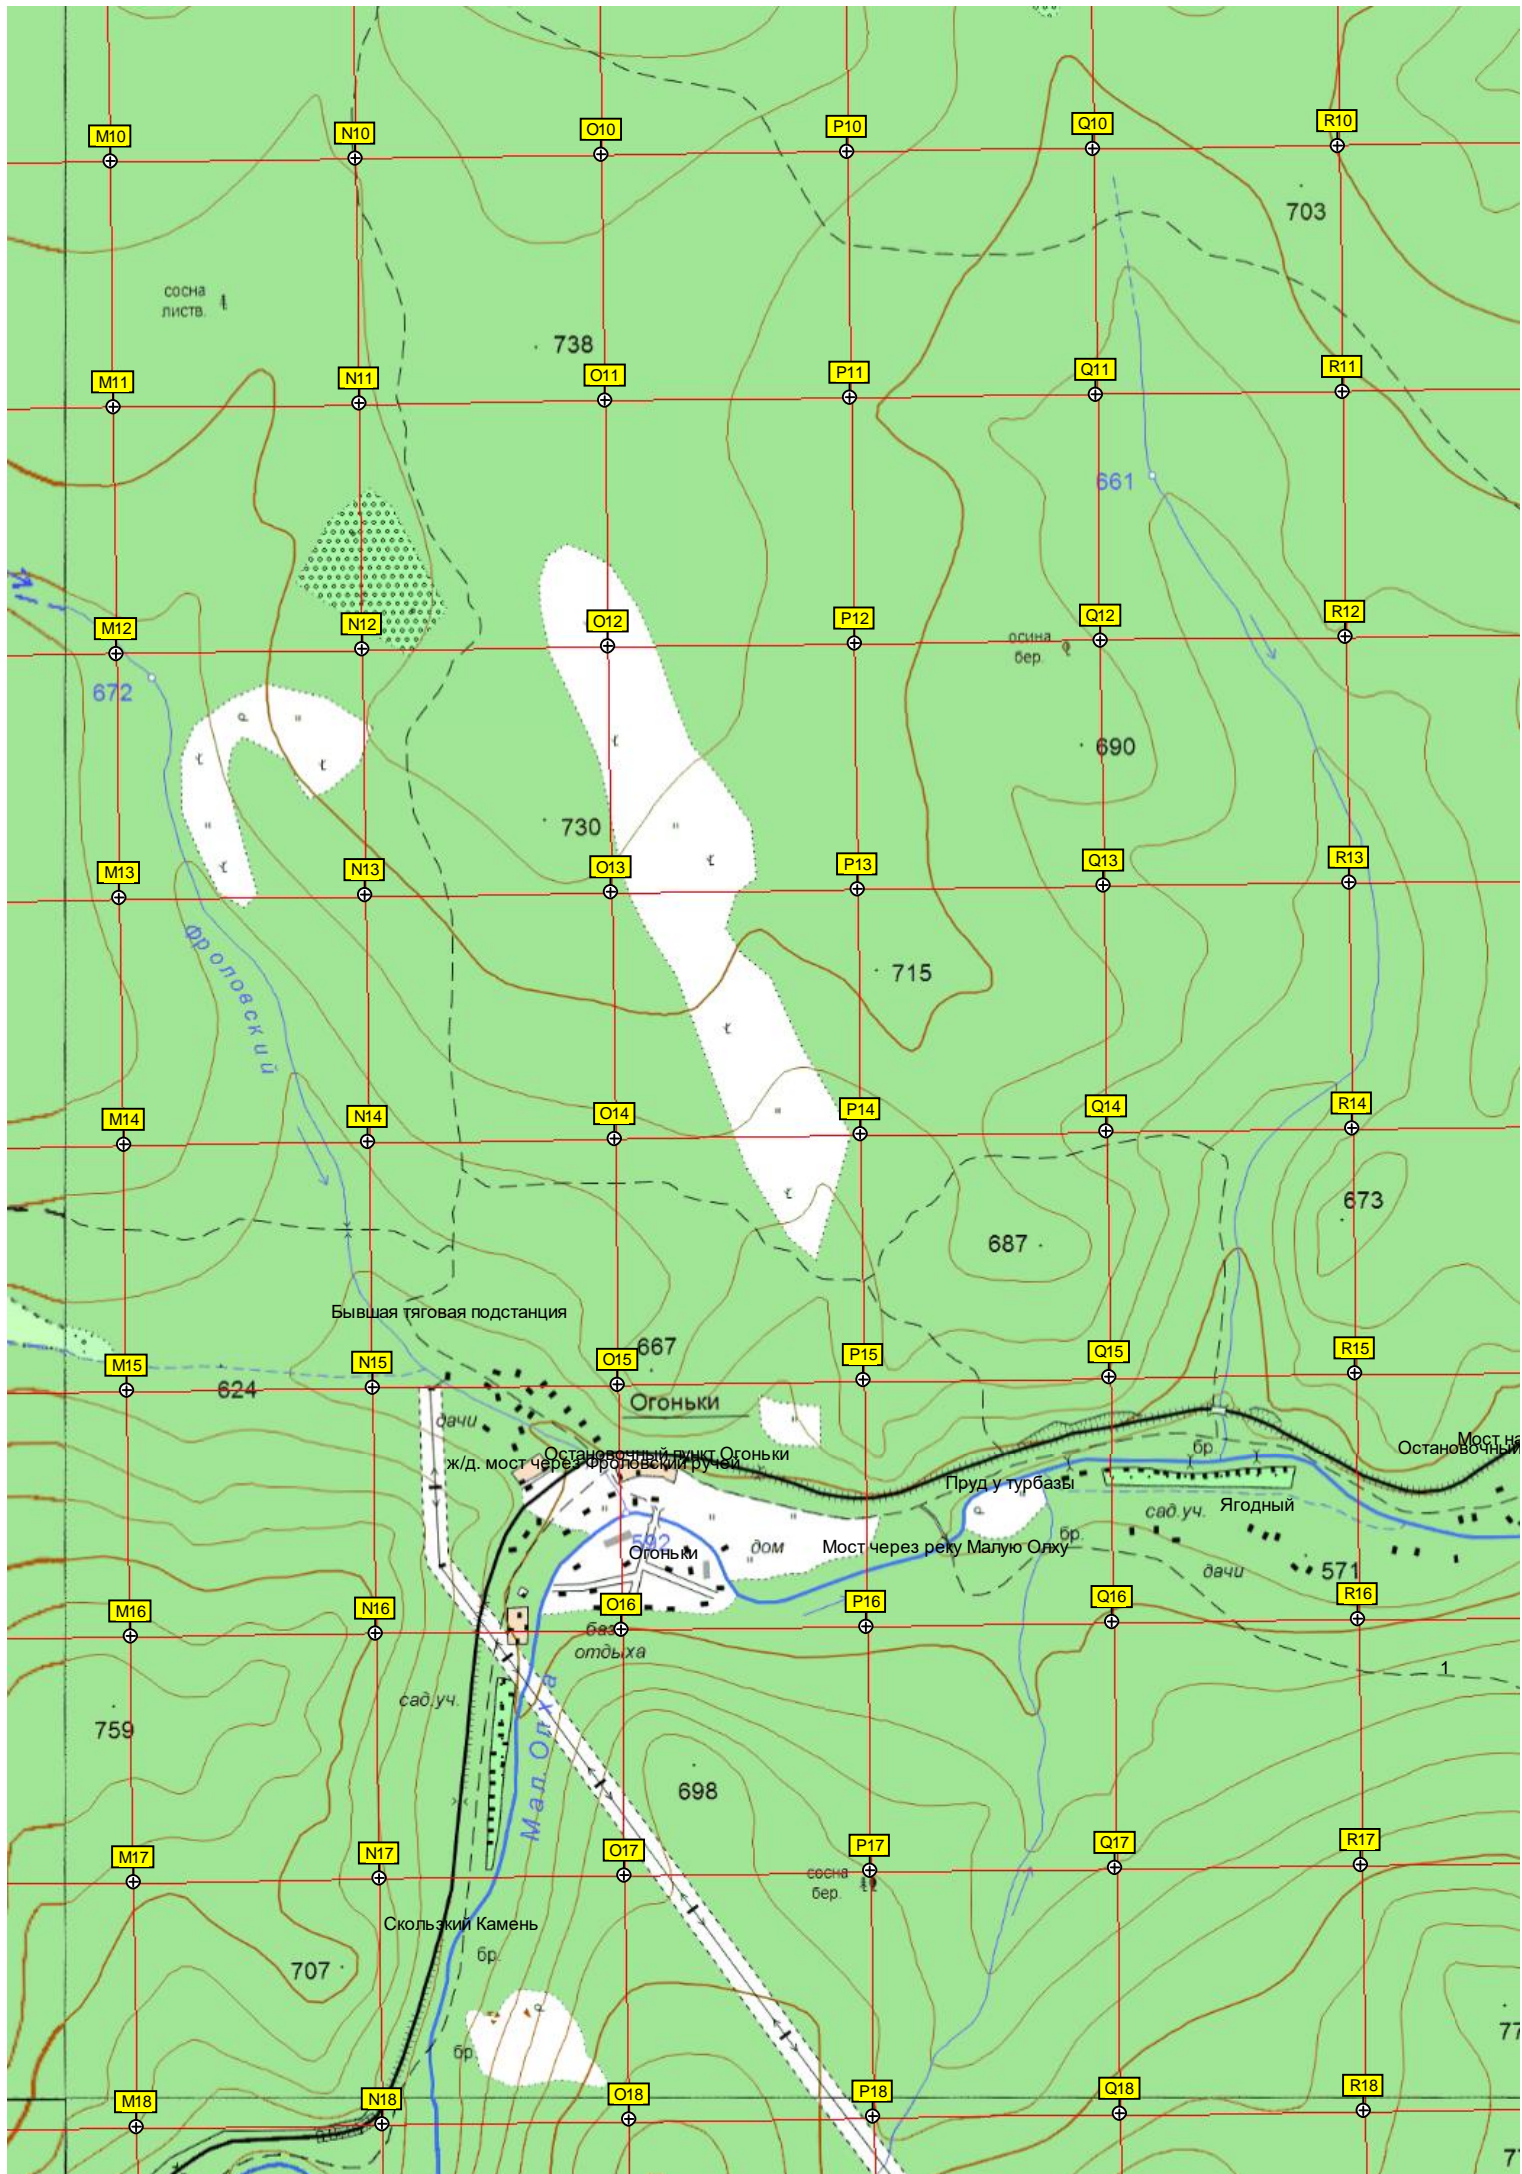 M10
N10
O10
P10
Q10
R10
703
сосна
листв.
738
M11
N11
O11
P11
Q11
R11
661
M12
N12
O12
P12
Q12
R12
осина
бер.
672
690
730
M13
N13
O13
P13
Q13
R13
Фроловский
715
M14
N14
O14
P14
Q14
R14
673
687
Бывшая тяговая подстанция
667
M15
N15
O15
P15
Q15
R15
624
Огоньки
дачи
Остановочный пункт Огоньки
ж/д. мост через Фроловский ручей
бр.
Мост на
Остановочный
Пруд у турбазы
Ягодный
сад.уч.
592
Огоньки
дом
Мост через реку Малую Олху
бр.
дачи
571
M16
N16
O16
P16
Q16
R16
база
отдыха
1
сад.уч.
Мал. Олха
759
698
M17
N17
O17
P17
Q17
R17
сосна
бер.
Скользкий Камень
бр.
707
77
бр.
M18
N18
O18
P18
Q18
R18
77